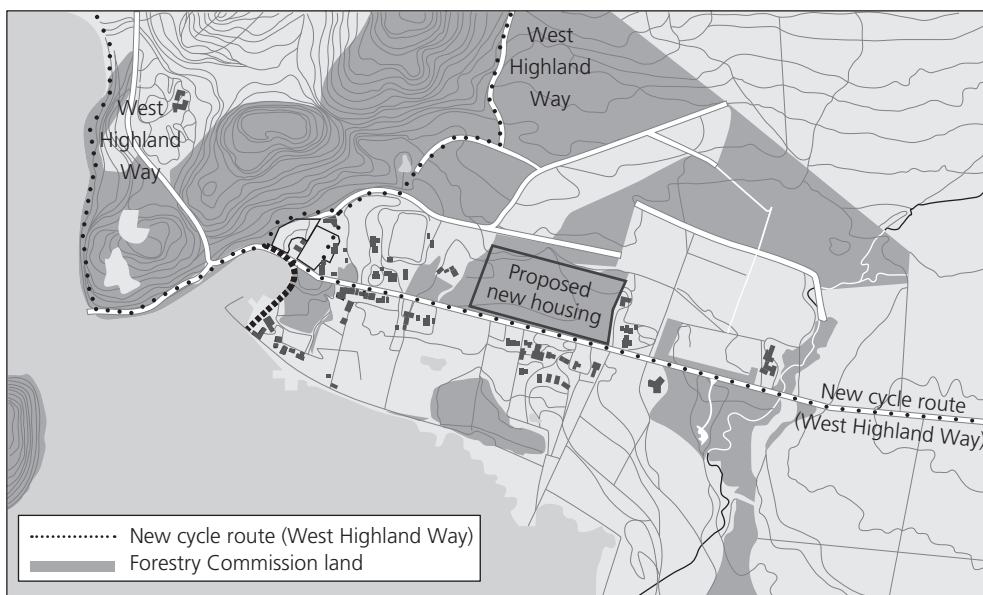 West
Highland
Way
West
Highland
Way
Proposed
new housing
New cycle route
(West Highland Way)
New cycle route (West Highland Way)
Forestry Commission land